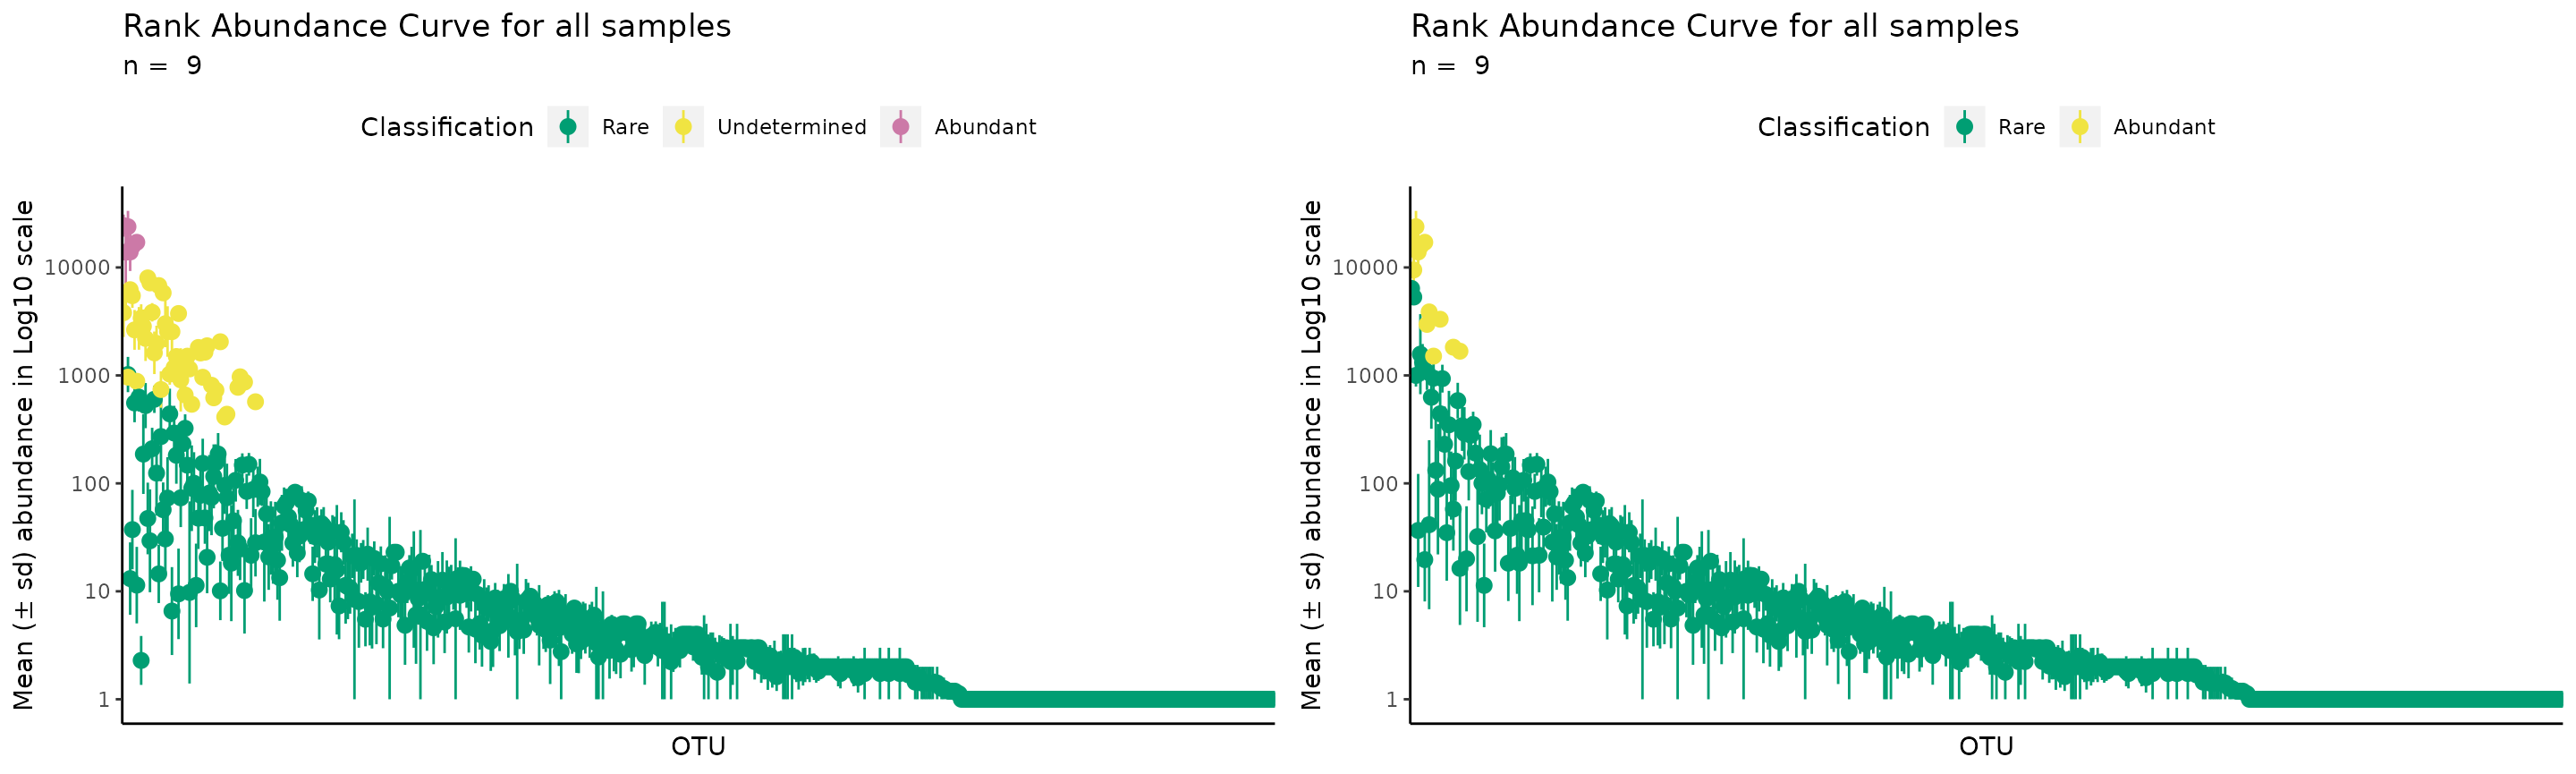 Rank Abundance Curve for all samples
n =  9
Classification Rare Undetermined Abundant
Mean (± sd) abundance in Log10 scale
10000
1000
100
10
1
OTU
Rank Abundance Curve for all samples
n =  9
Classification Rare Abundant
Mean (± sd) abundance in Log10 scale
10000
1000
100
10
1
OTU